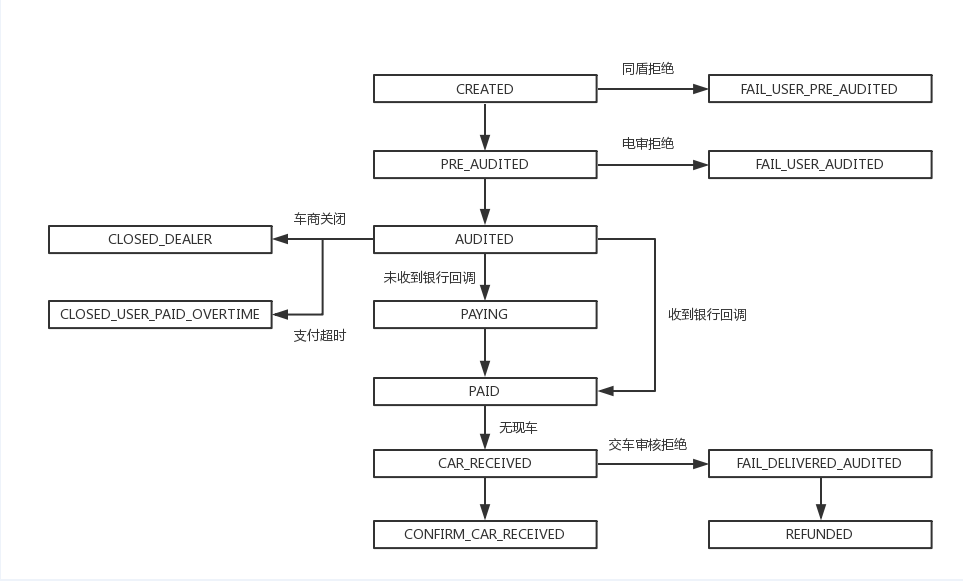 同盾拒绝
CREATED
FAIL_USER_PRE_AUDITED
电审拒绝
PRE_AUDITED
FAIL_USER_AUDITED
车商关闭
CLOSED_DEALER
AUDITED
未收到银行回调
CLOSED_USER_PAID_OVERTIME
PAYING
收到银行回调
支付超时
PAID
无现车
交车审核拒绝
CAR_RECEIVED
FAIL_DELIVERED_AUDITED
CONFIRM_CAR_RECEIVED
REFUNDED